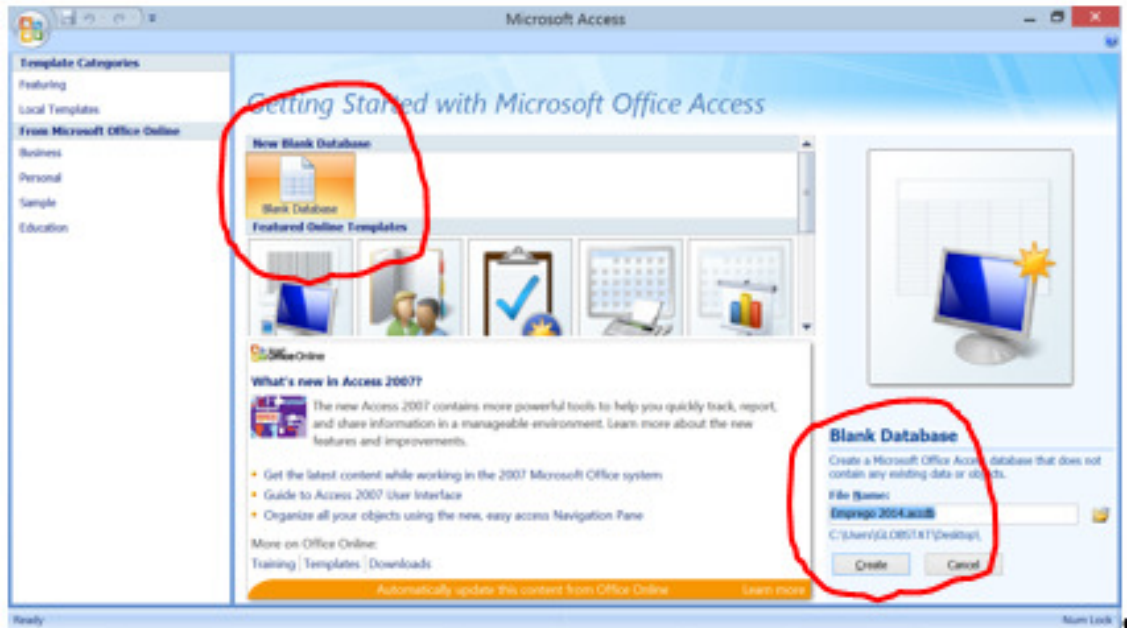 Microsoft Access
Template Categories
Featuring
Local Templates
From Microsoft Office Online
Business
Personal
Sample
Education
Getting Started with Microsoft Office Access
New Blank Database
Blank Database
Featured Online Templates
Office Online
What's new in Access 2007?
The new Access 2007 contains more powerful tools to help you quickly track, report,
and share information in a manageable environment. Learn more about the new
features and improvements.
• Get the latest content while working in the 2007 Microsoft Office system
• Guide to Access 2007 User Interface
• Organize all your objects using the new, easy access Navigation Pane
More on Office Online:
Training | Templates | Downloads
Automatically update this content from Office Online
Learn more
Blank Database
Create a Microsoft Office Access database that does not
contain any existing data or objects.
File Name:
Emprego 2014.accdb
C:\Users\GLOBSTAT\Desktop\
Create
Cancel
Ready
Num Lock